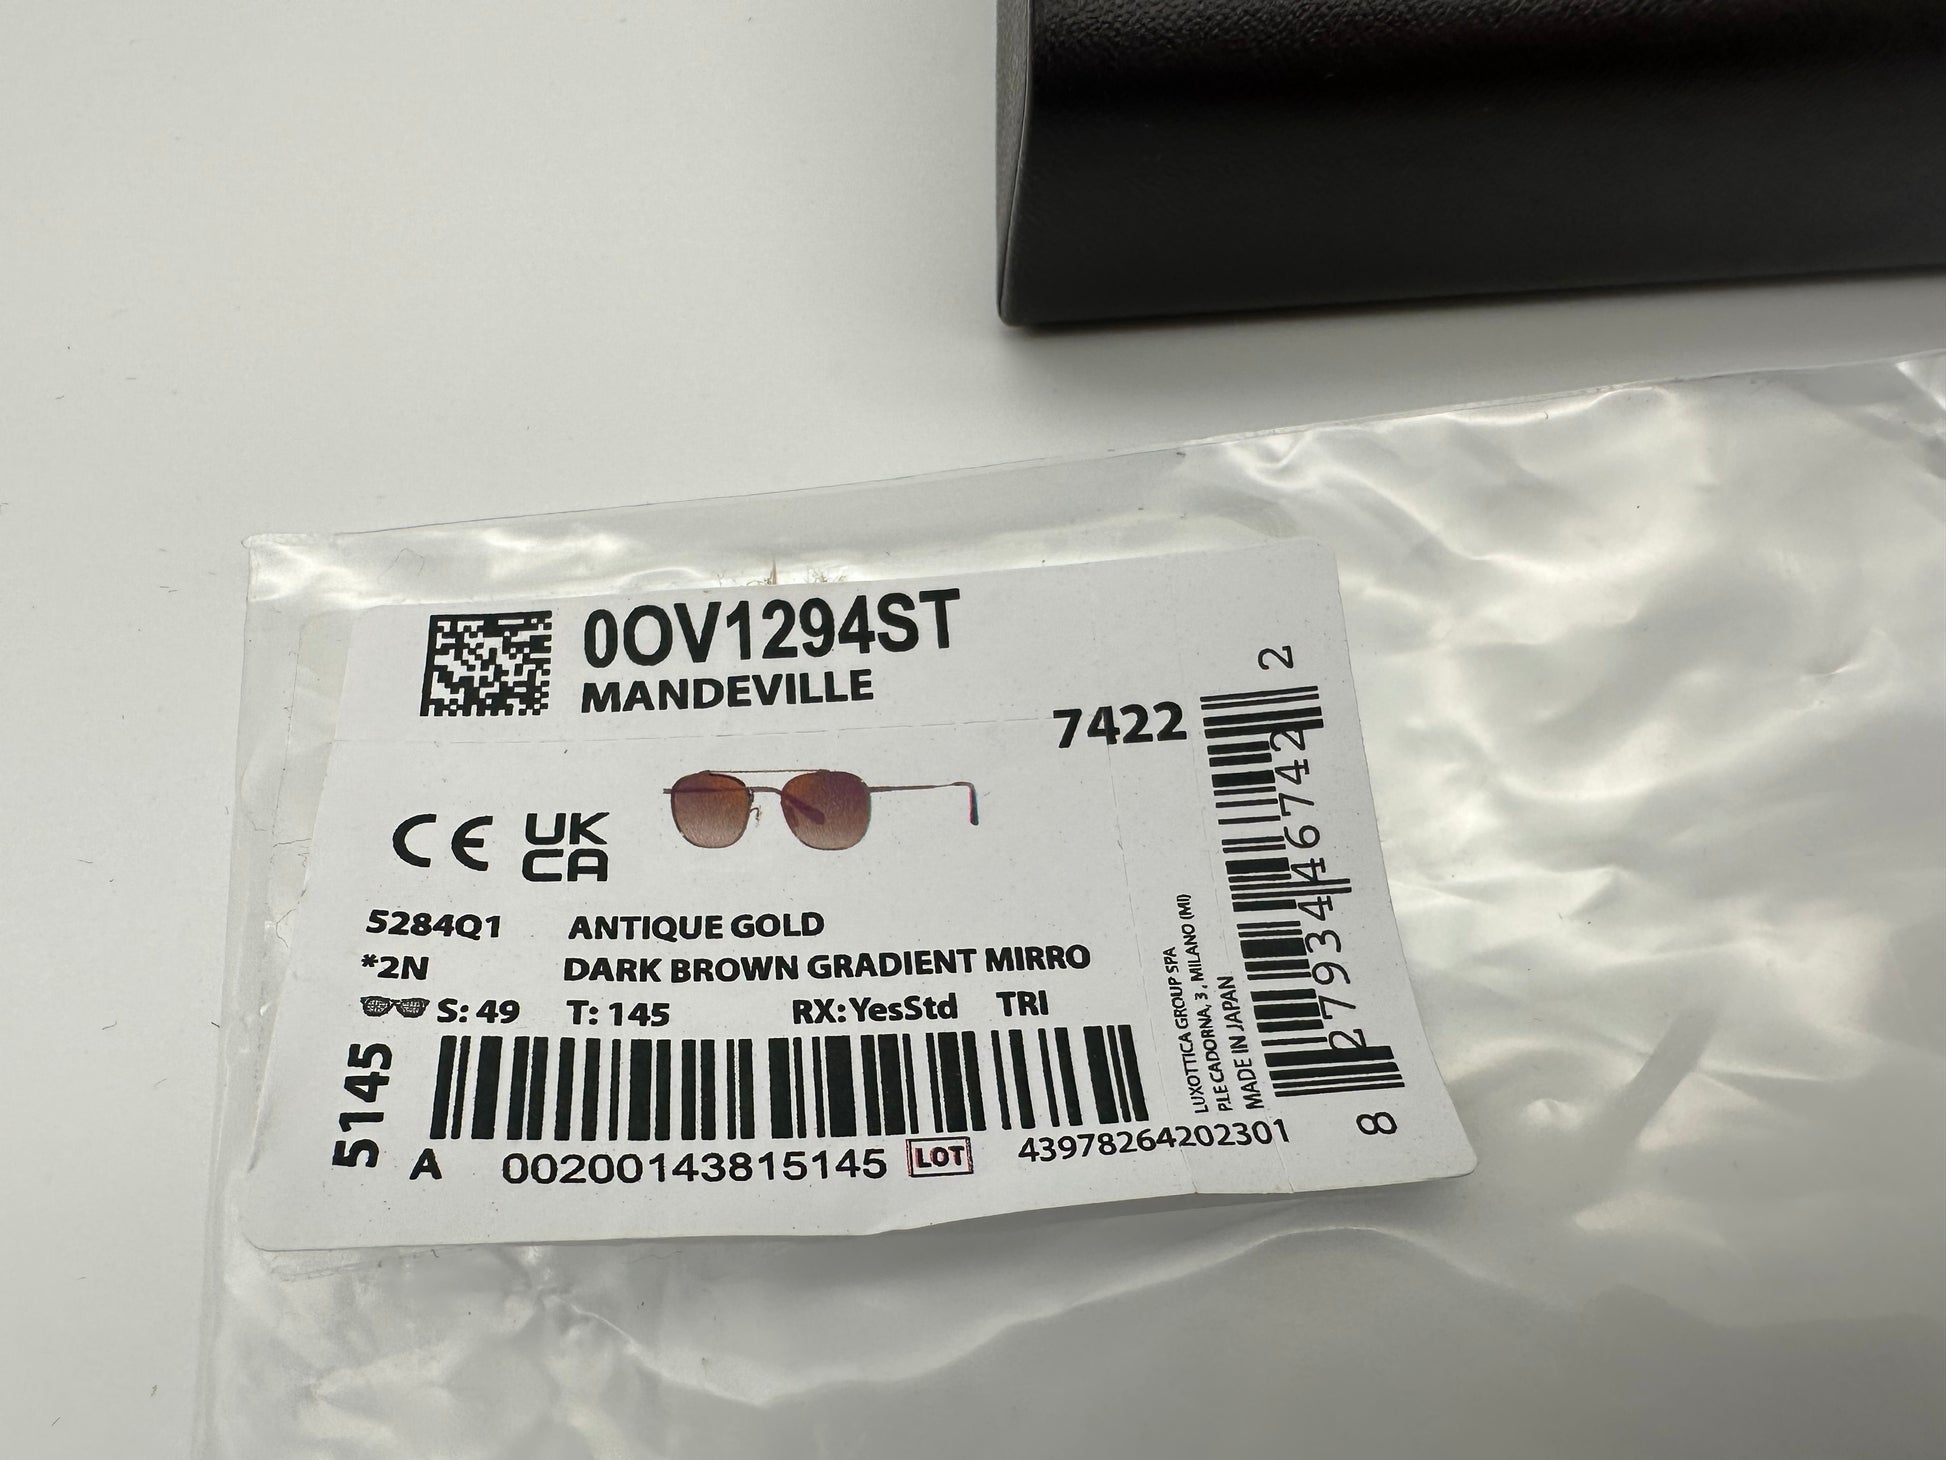 0OV1294ST
MANDEVILLE
7422
CE UK
CA
5284Q1 ANTIQUE GOLD
*2N DARK BROWN GRADIENT MIRRO
S: 49 T: 145 RX:YesStd TRI
5145
A 00200143815145 LOT 43978264202301
LUXOTTICA GROUP SPA
P.LE CADORNA, 3, MILANO (MI)
MADE IN JAPAN
8 27934 46742 2